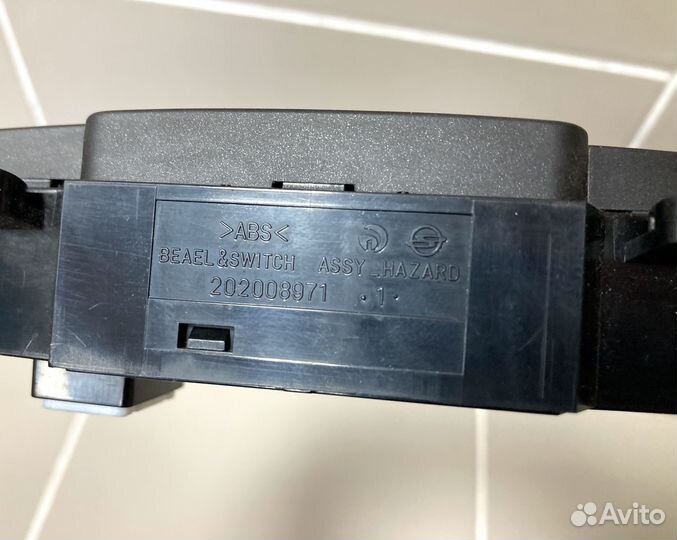 >ABS<
BEAEL&SWITCH ASSY_HAZARD
202008971 ·1·
Avito